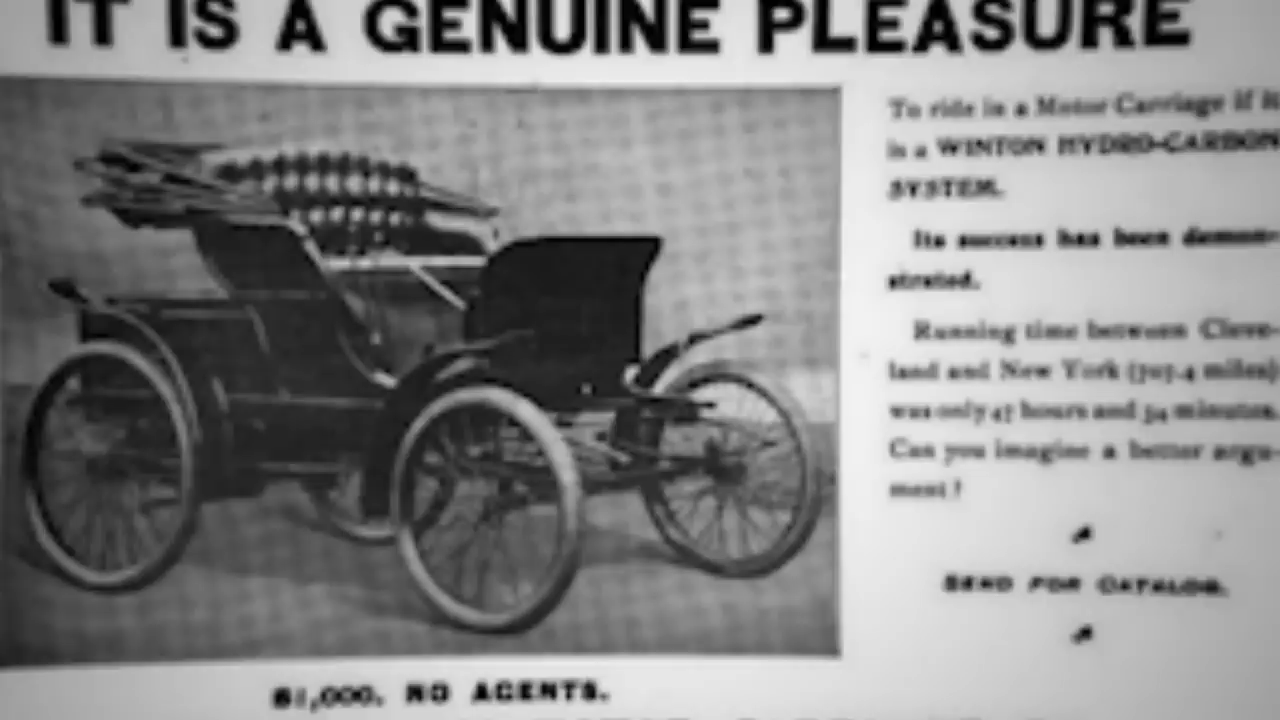 IT IS A GENUINE PLEASURE
To ride in a Motor Carriage if it
is a WINTON HYDRO-CARBON
SYSTEM.
Its success has been demon-
strated.
Running time between Cleve-
land and New York (707.4 miles)
was only 47 hours and 34 minutes.
Can you imagine a better argu-
ment?
SEND FOR CATALOG.
$1,000. NO AGENTS.